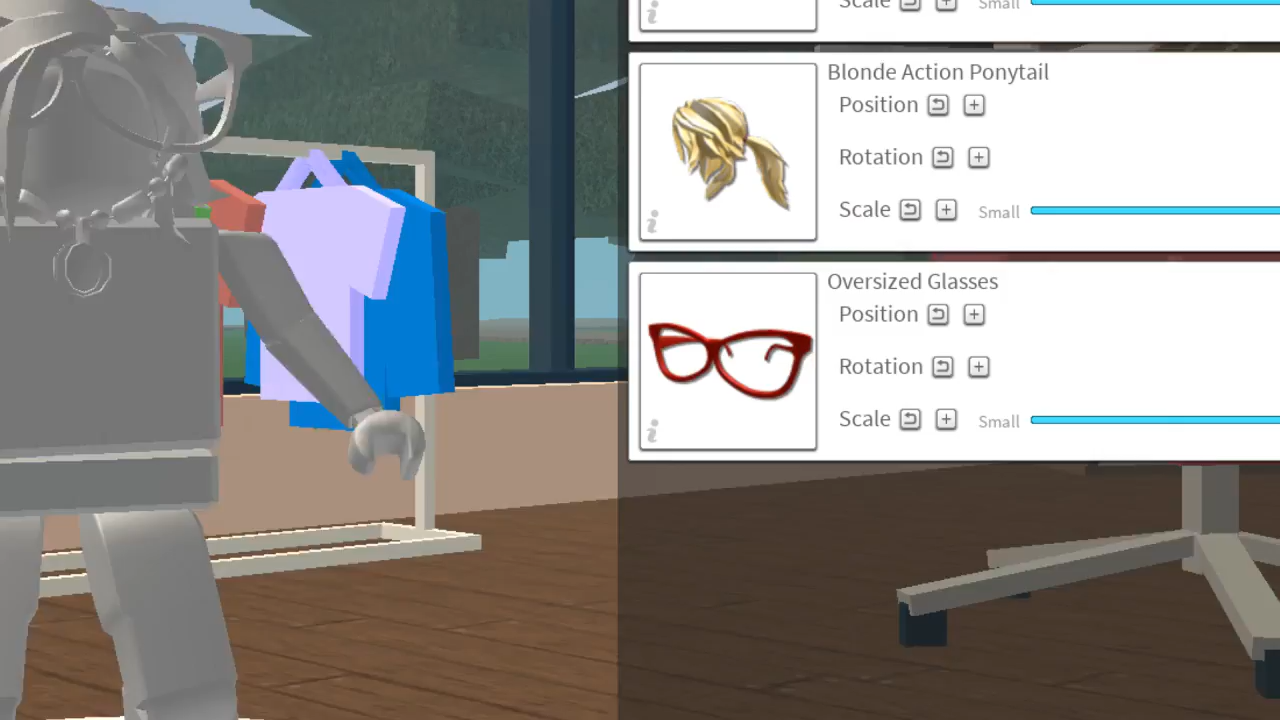 Scale Small
Blonde Action Ponytail
Position
Rotation
Scale Small
Oversized Glasses
Position
Rotation
Scale Small